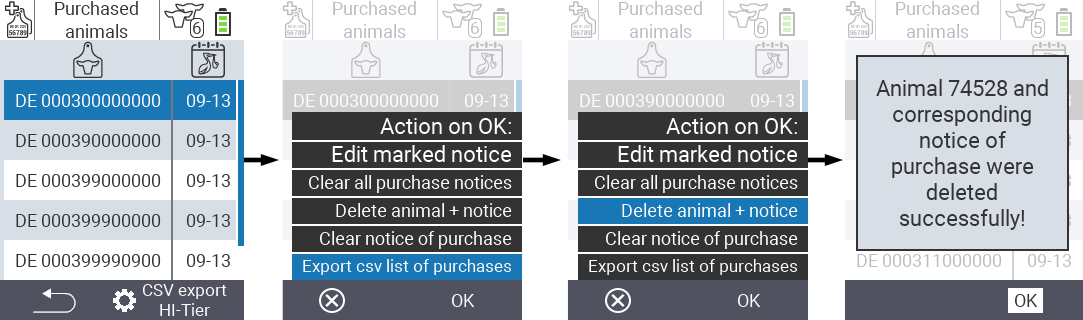 Purchased
animals
6
56789
DE 000300000000 09-13
DE 000390000000 09-13
DE 000399000000 09-13
DE 000399900000 09-13
DE 000399990900 09-13
CSV export
HI-Tier
Purchased
animals
6
56789
DE 000300000000 09-13
Action on OK:
Edit marked notice
Clear all purchase notices
Delete animal + notice
Clear notice of purchase
Export csv list of purchases
OK
Purchased
animals
6
56789
DE 000390000000 09-13
Action on OK:
Edit marked notice
Clear all purchase notices
Delete animal + notice
Clear notice of purchase
Export csv list of purchases
OK
Purchased
animals
5
56789
Animal 74528 and
corresponding
notice of
purchase were
deleted
successfully!
DE 000311000000 09-13
OK